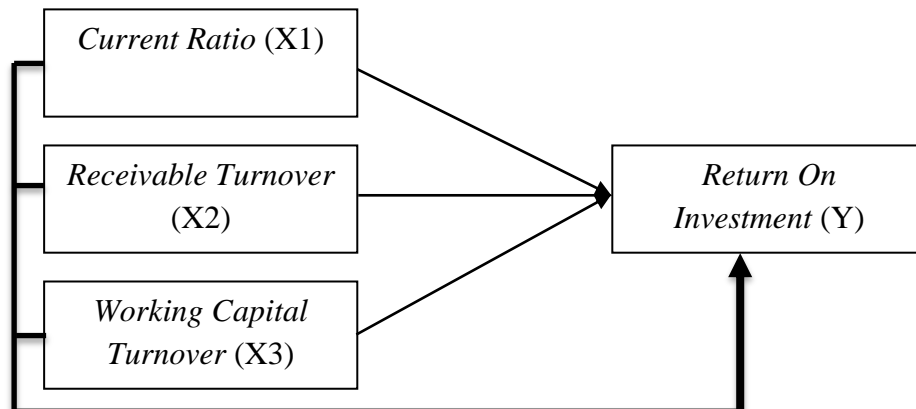 Current Ratio (X1)
Receivable Turnover
(X2)
Working Capital
Turnover (X3)
Return On
Investment (Y)